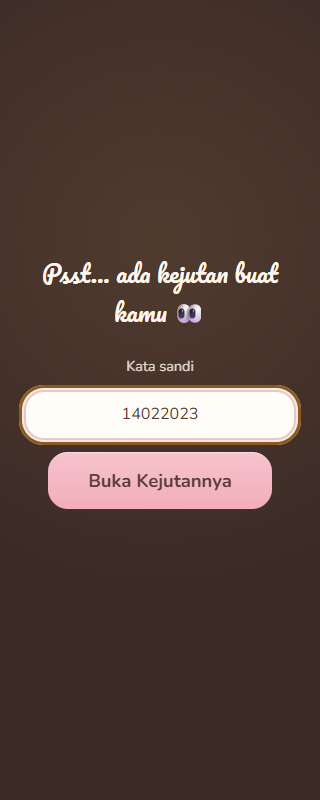 Psst... ada kejutan buat
kamu 👀
Kata sandi
14022023
Buka Kejutannya